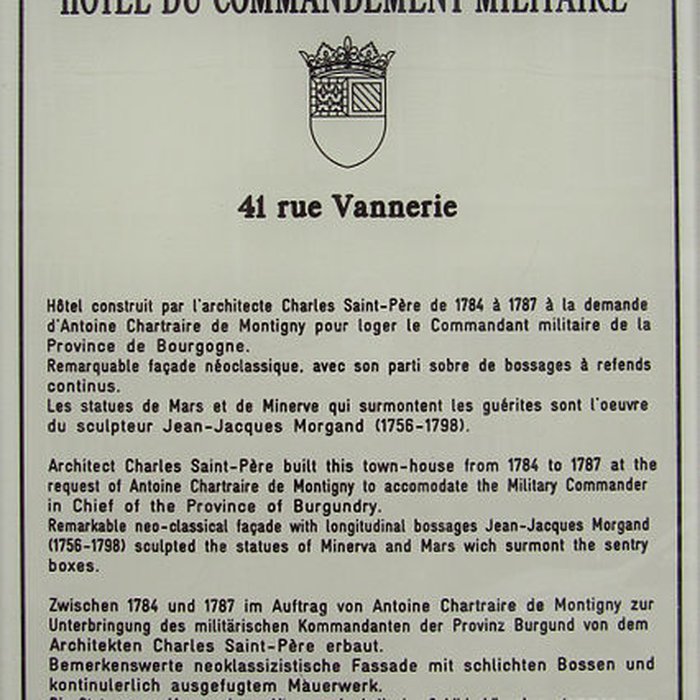 HOTEL DU COMMANDEMENT MILITAIRE
41 rue Vannerie
Hôtel construit par l'architecte Charles Saint-Père de 1784 à 1787 à la demande
d'Antoine Chartraire de Montigny pour loger le Commandant militaire de la
Province de Bourgogne.
Remarquable façade néoclassique, avec son parti sobre de bossages à refends
continus.
Les statues de Mars et de Minerve qui surmontent les guérites sont l'oeuvre
du sculpteur Jean-Jacques Morgand (1756-1798).
Architect Charles Saint-Père built this town-house from 1784 to 1787 at the
request of Antoine Chartraire de Montigny to accomodate the Military Commander
in Chief of the Province of Burgundry.
Remarkable neo-classical façade with longitudinal bossages Jean-Jacques Morgand
(1756-1798) sculpted the statues of Minerva and Mars wich surmont the sentry
boxes.
Zwischen 1784 und 1787 im Auftrag von Antoine Chartraire de Montigny zur
Unterbringung des militärischen Kommandanten der Provinz Burgund von dem
Architekten Charles Saint-Père erbaut.
Bemerkenswerte neoklassizistische Fassade mit schlichten Bossen und
kontinulerlich ausgefugtem Màuerwerk.